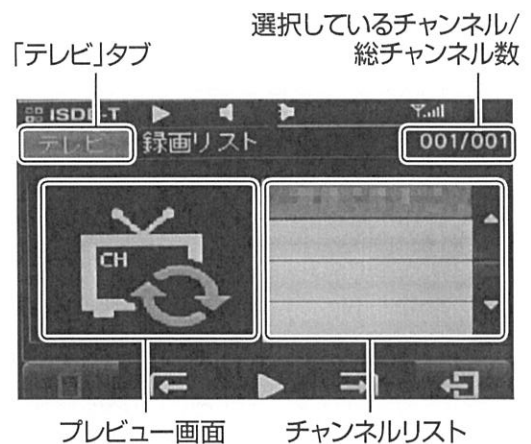 選択しているチャンネル/
総チャンネル数
「テレビ」タブ
ISDB-T
テレビ 録画リスト 001/001
CH
プレビュー画面 チャンネルリスト